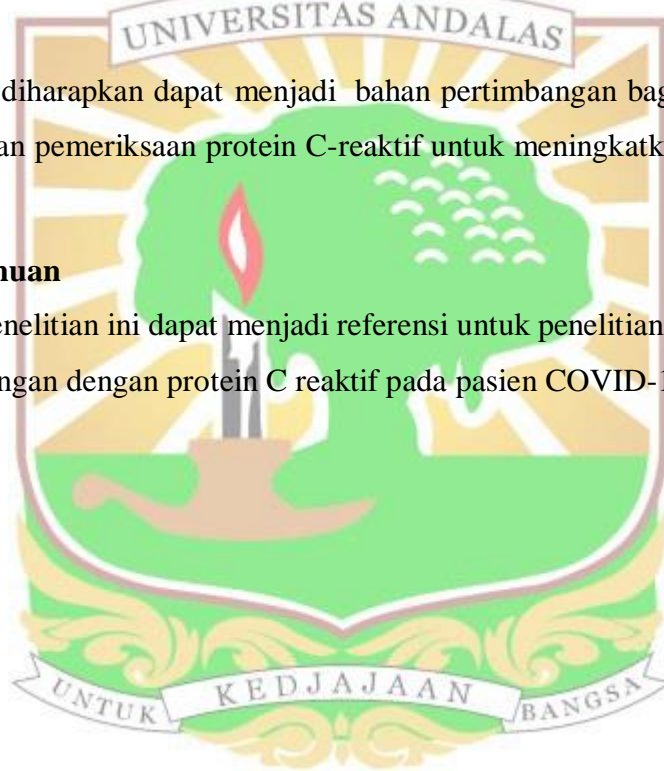 UNIVERSITAS ANDALAS
diharapkan dapat menjadi bahan pertimbangan bag
an pemeriksaan protein C-reaktif untuk meningkatk
nuan
enelitian ini dapat menjadi referensi untuk penelitian
ngan dengan protein C reaktif pada pasien COVID-1
UNTUK KEDJAJAAN BANGSA